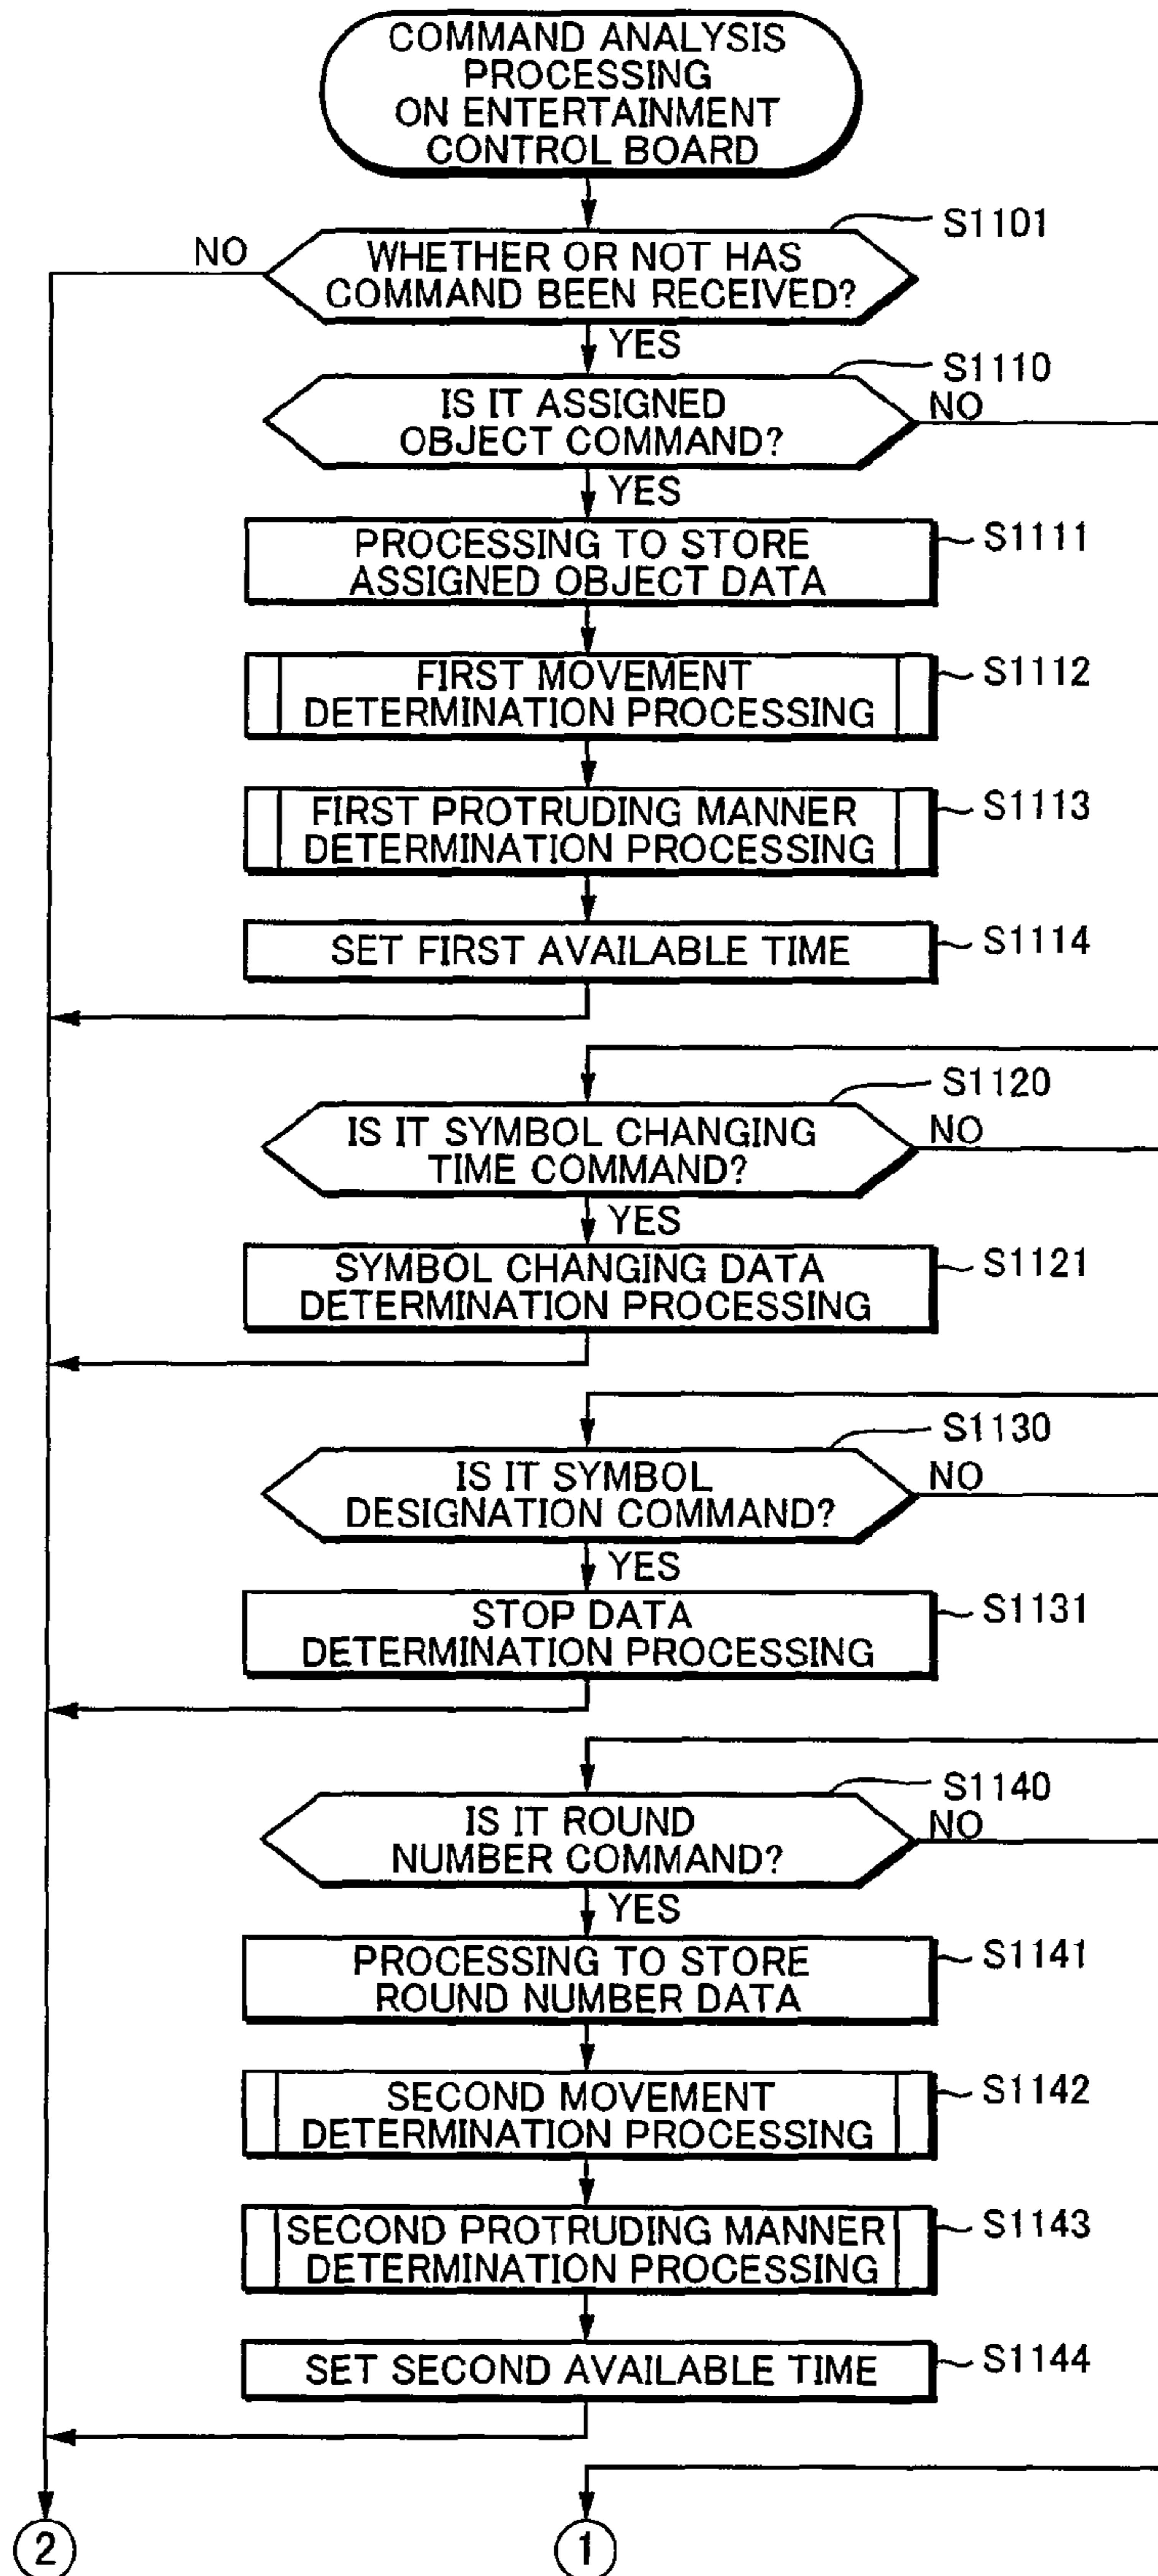 COMMAND ANALYSIS
PROCESSING
ON ENTERTAINMENT
CONTROL BOARD
S1101
NO
WHETHER OR NOT HAS
COMMAND BEEN RECEIVED?
YES
S1110
IS IT ASSIGNED
OBJECT COMMAND?
NO
YES
PROCESSING TO STORE
ASSIGNED OBJECT DATA
S1111
FIRST MOVEMENT
DETERMINATION PROCESSING
S1112
FIRST PROTRUDING MANNER
DETERMINATION PROCESSING
S1113
SET FIRST AVAILABLE TIME
S1114
S1120
IS IT SYMBOL CHANGING
TIME COMMAND?
NO
YES
SYMBOL CHANGING DATA
DETERMINATION PROCESSING
S1121
S1130
IS IT SYMBOL
DESIGNATION COMMAND?
NO
YES
STOP DATA
DETERMINATION PROCESSING
S1131
S1140
IS IT ROUND
NUMBER COMMAND?
NO
YES
PROCESSING TO STORE
ROUND NUMBER DATA
S1141
SECOND MOVEMENT
DETERMINATION PROCESSING
S1142
SECOND PROTRUDING MANNER
DETERMINATION PROCESSING
S1143
SET SECOND AVAILABLE TIME
S1144
2
1